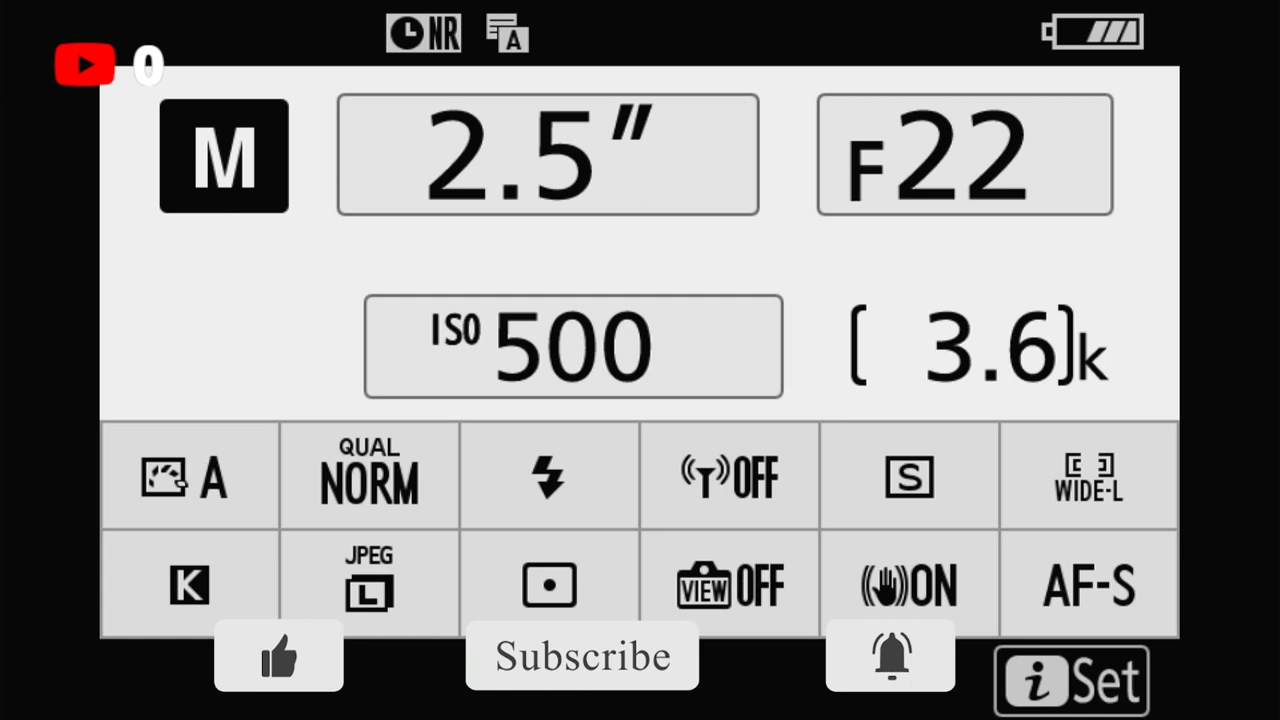 NR A
0
M 2.5″ F22
ISO 500 [ 3.6]k
A QUAL NORM OFF S WIDE-L
K JPEG L VIEW OFF ON AF-S
Subscribe
i Set